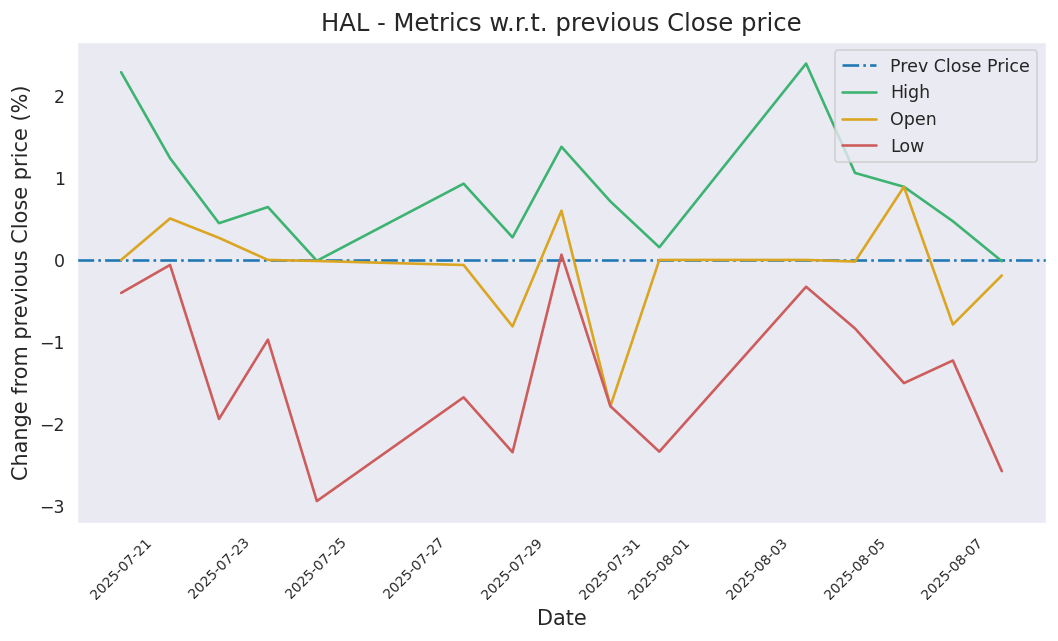 HAL - Metrics w.r.t. previous Close price
Prev Close Price
High
Open
Low
Change from previous Close price (%)
2
1
0
−1
−2
−3
2025-07-21
2025-07-23
2025-07-25
2025-07-27
2025-07-29
2025-07-31
2025-08-01
2025-08-03
2025-08-05
2025-08-07
Date